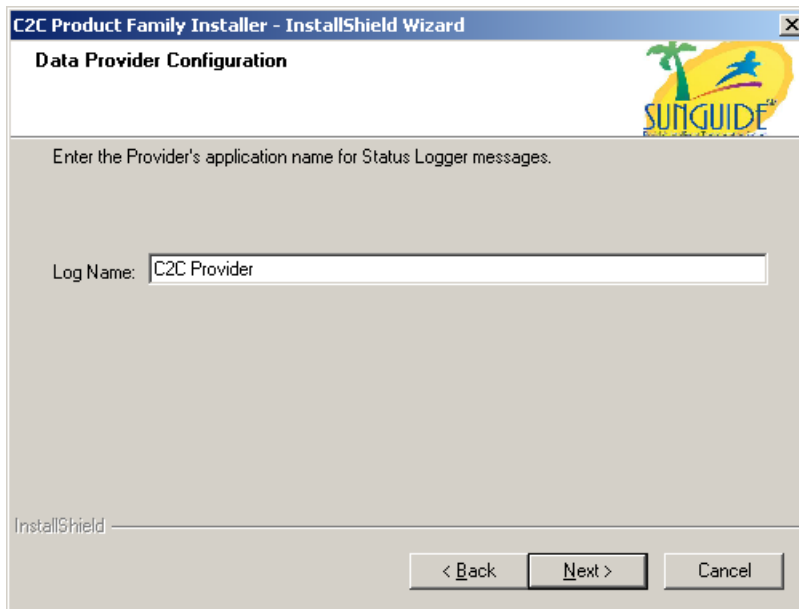 C2C Product Family Installer - InstallShield Wizard
Data Provider Configuration
SUNGUIDE
Enter the Provider's application name for Status Logger messages.
Log Name: C2C Provider
InstallShield
< Back Next > Cancel